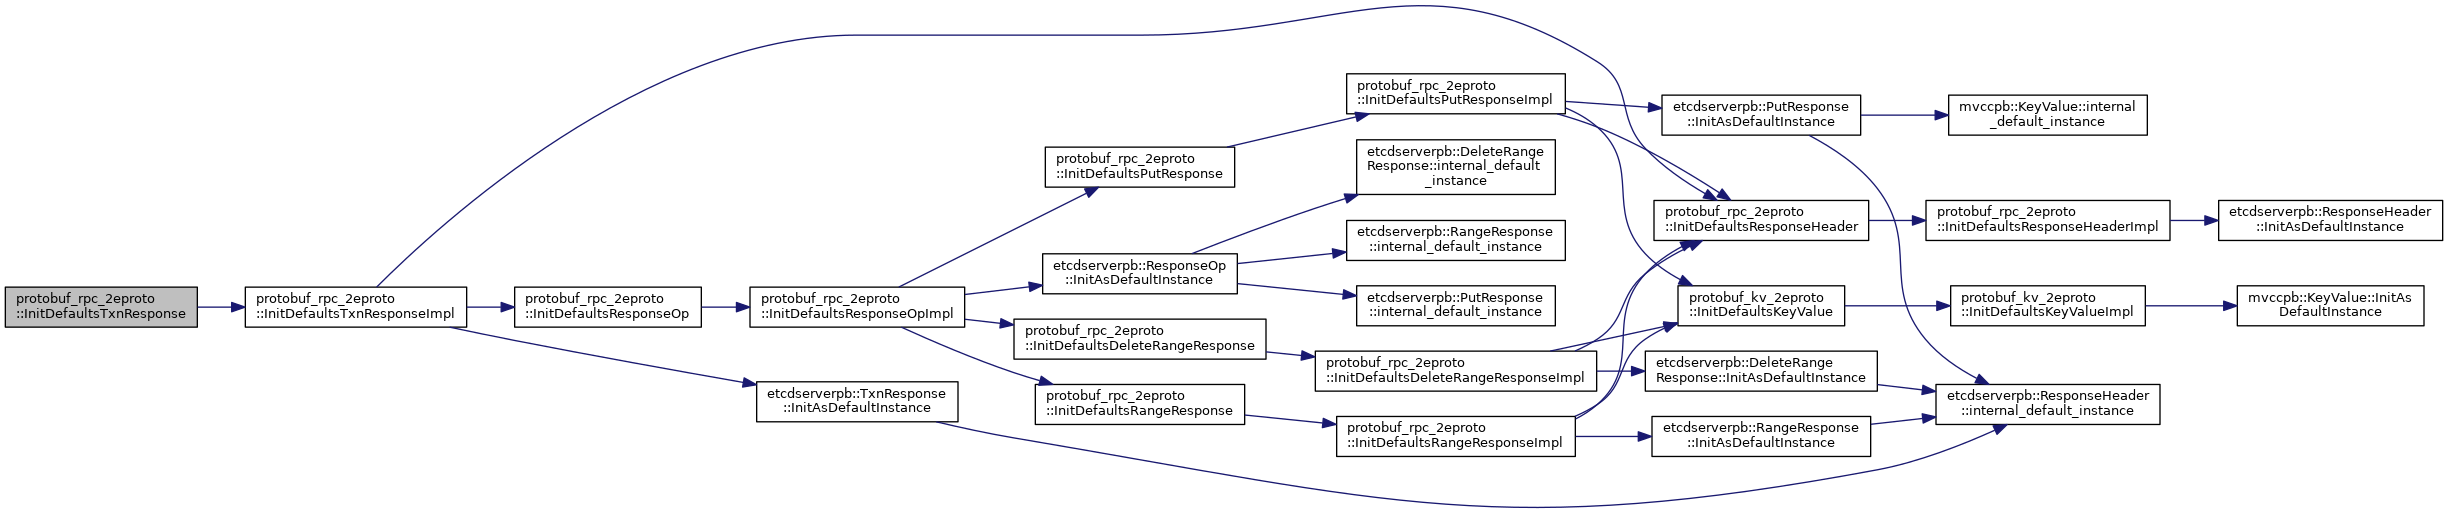 protobuf_rpc_2eproto
::InitDefaultsTxnResponse
protobuf_rpc_2eproto
::InitDefaultsTxnResponseImpl
protobuf_rpc_2eproto
::InitDefaultsResponseOp
etcdserverpb::TxnResponse
::InitAsDefaultInstance
protobuf_rpc_2eproto
::InitDefaultsResponseOpImpl
protobuf_rpc_2eproto
::InitDefaultsPutResponse
etcdserverpb::ResponseOp
::InitAsDefaultInstance
protobuf_rpc_2eproto
::InitDefaultsDeleteRangeResponse
protobuf_rpc_2eproto
::InitDefaultsRangeResponse
protobuf_rpc_2eproto
::InitDefaultsPutResponseImpl
etcdserverpb::DeleteRange
Response::internal_default
_instance
etcdserverpb::RangeResponse
::internal_default_instance
etcdserverpb::PutResponse
::internal_default_instance
protobuf_rpc_2eproto
::InitDefaultsDeleteRangeResponseImpl
protobuf_rpc_2eproto
::InitDefaultsRangeResponseImpl
etcdserverpb::PutResponse
::InitAsDefaultInstance
protobuf_rpc_2eproto
::InitDefaultsResponseHeader
protobuf_kv_2eproto
::InitDefaultsKeyValue
etcdserverpb::DeleteRange
Response::InitAsDefaultInstance
etcdserverpb::RangeResponse
::InitAsDefaultInstance
mvccpb::KeyValue::internal
_default_instance
protobuf_rpc_2eproto
::InitDefaultsResponseHeaderImpl
protobuf_kv_2eproto
::InitDefaultsKeyValueImpl
etcdserverpb::ResponseHeader
::internal_default_instance
etcdserverpb::ResponseHeader
::InitAsDefaultInstance
mvccpb::KeyValue::InitAs
DefaultInstance